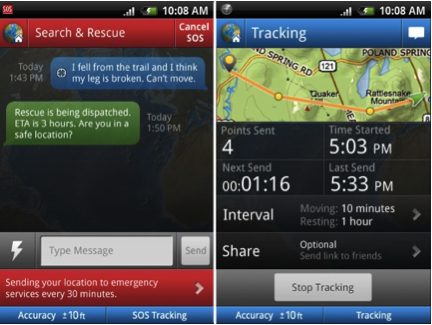 SOS
10:08 AM
Search & Rescue
Cancel
SOS
Today
1:43 PM
I fell from the trail and I think
my leg is broken. Can't move.
Rescue is being dispatched.
ETA is 3 hours. Are you in a
safe location?
Today
1:50 PM
Type Message
Send
Sending your location to emergency
services every 30 minutes.
Accuracy ±10ft
SOS Tracking
10:08 AM
Tracking
SPRING RD
POLAND SPRING
Quaker
Rattlesnake
Mountain
Points Sent
4
Time Started
5:03 PM
Next Send
00:01:16
Last Send
5:33 PM
Interval
Moving: 10 minutes
Resting: 1 hour
Share
Optional
Send link to friends
Stop Tracking
Accuracy ±10ft
Tracking